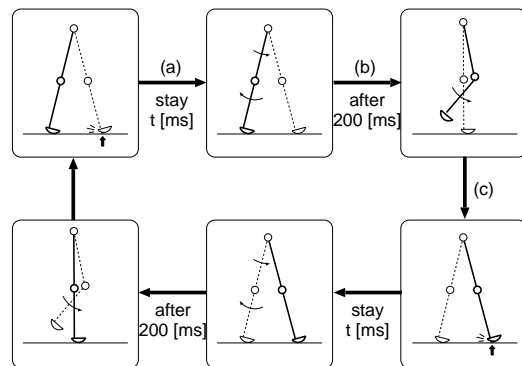 (a)
stay
t [ms]
(b)
after
200 [ms]
(c)
after
200 [ms]
stay
t [ms]